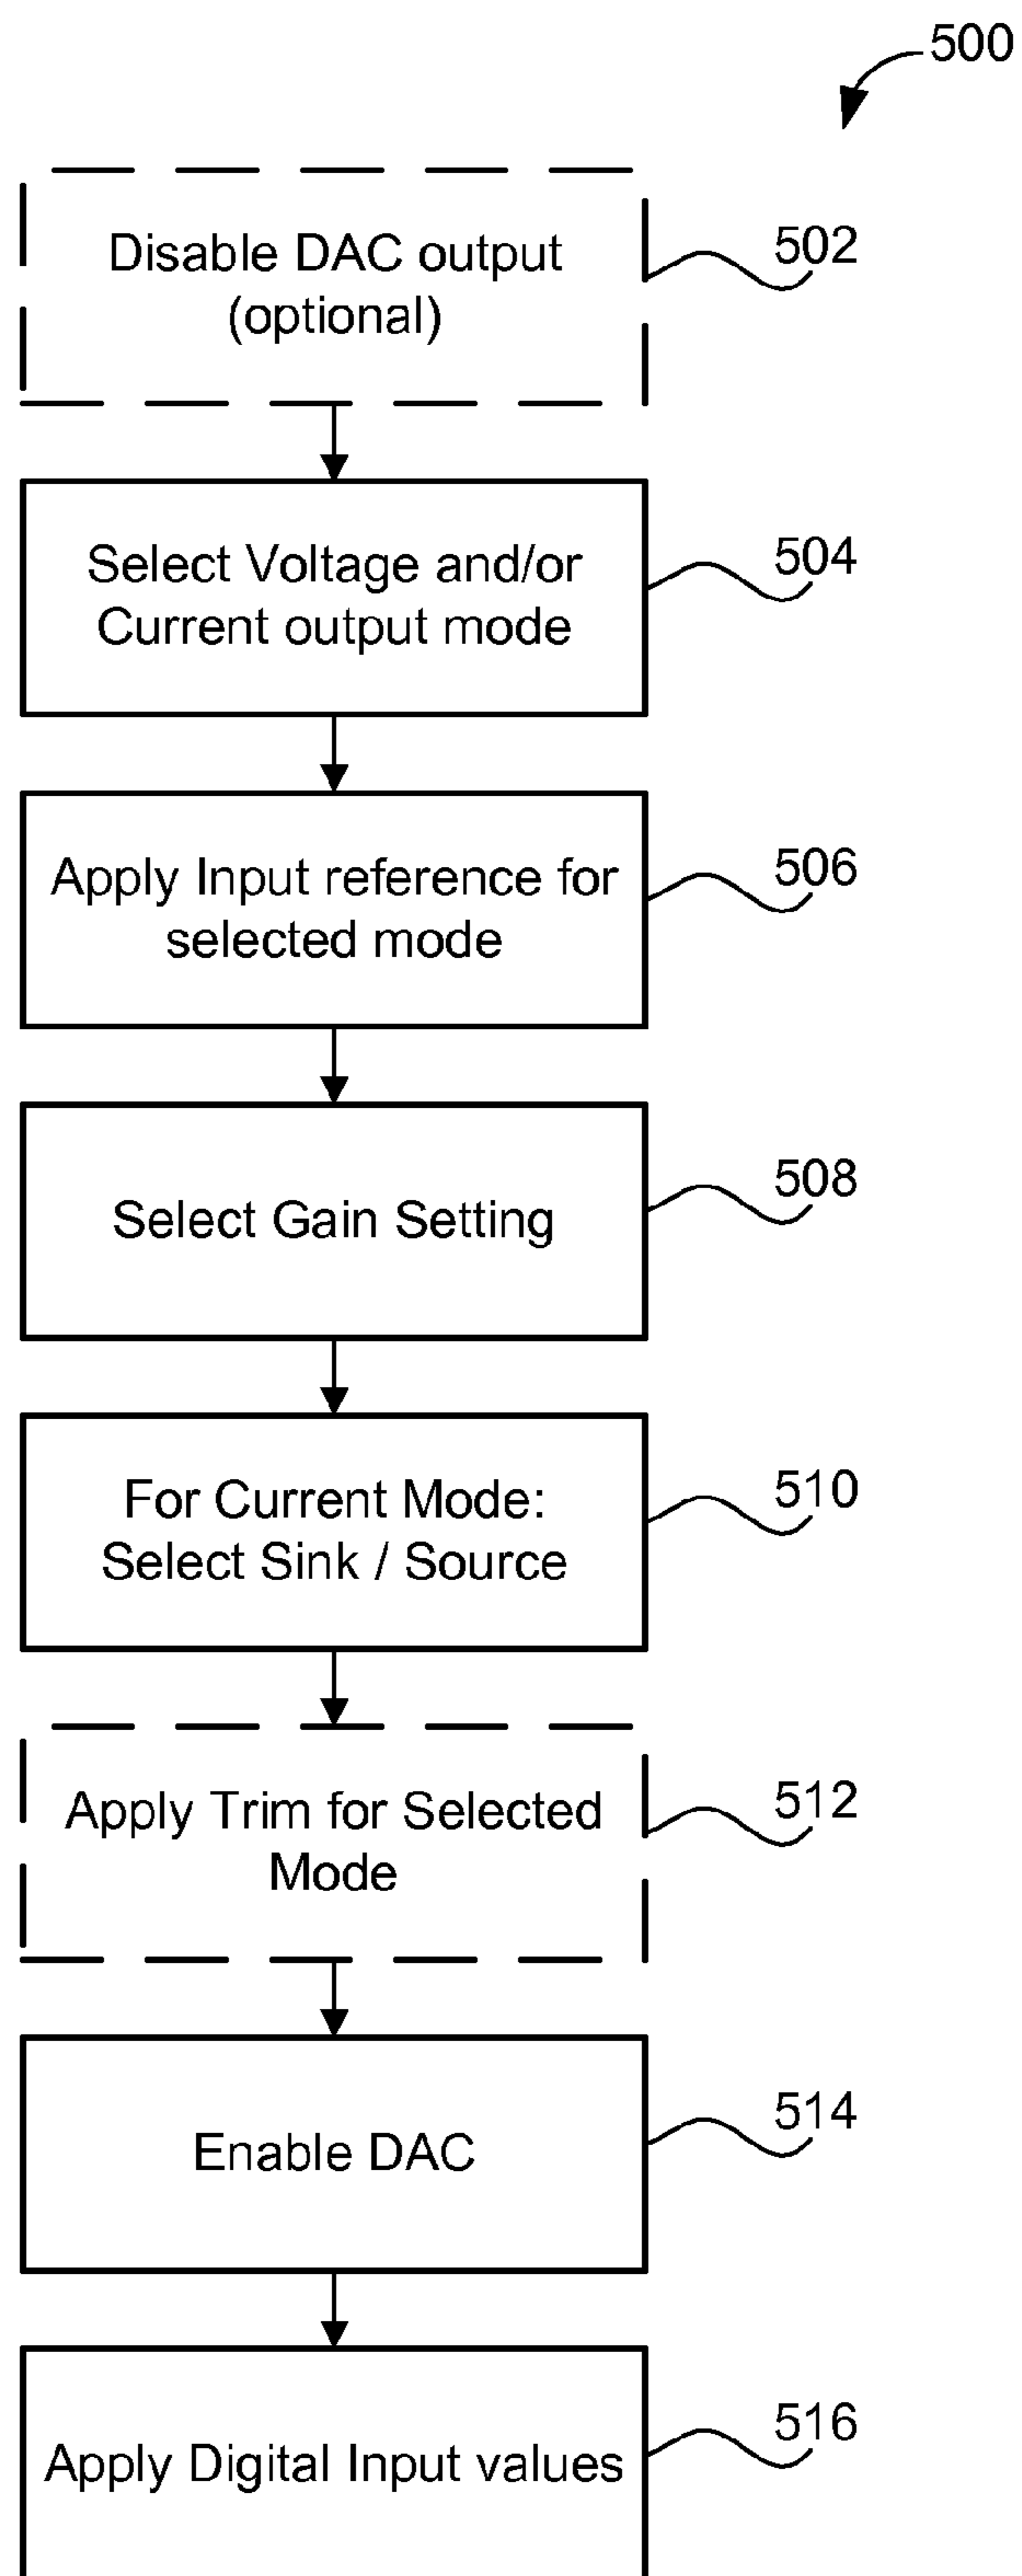 500
Disable DAC output
(optional)
502
Select Voltage and/or
Current output mode
504
Apply Input reference for
selected mode
506
Select Gain Setting
508
For Current Mode:
Select Sink / Source
510
Apply Trim for Selected
Mode
512
Enable DAC
514
Apply Digital Input values
516